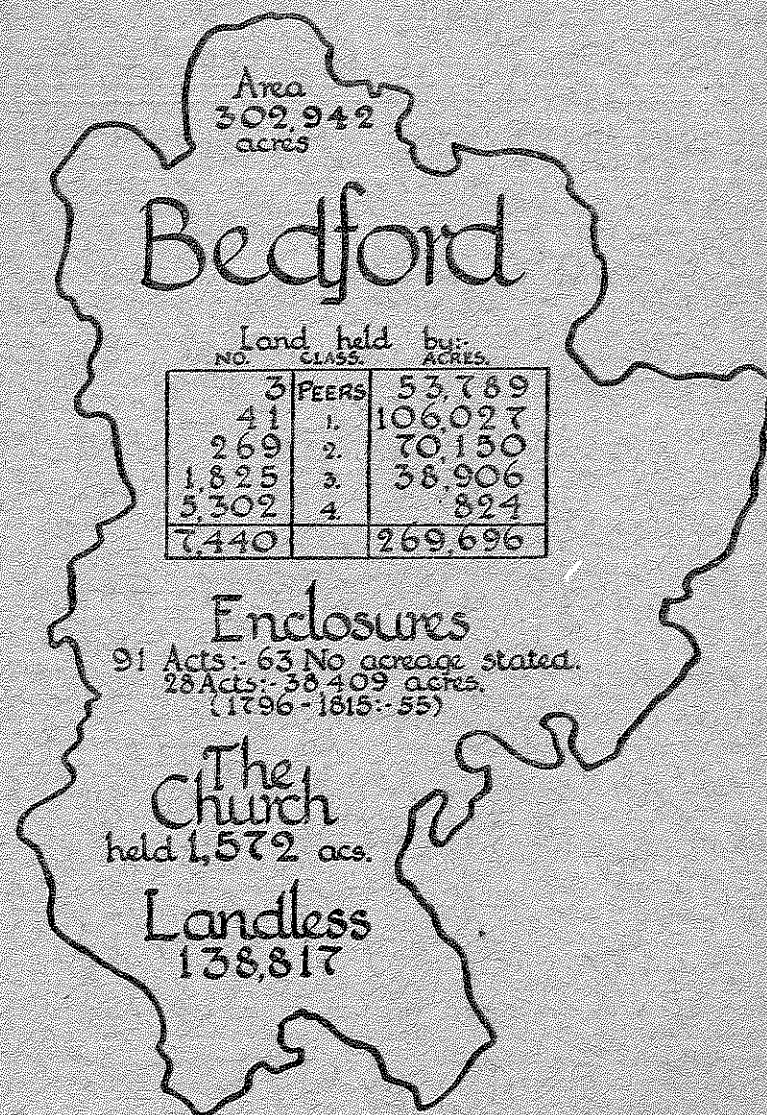 Area
302,942
acres
Bedford
Land held by:-
NO. CLASS. ACRES.
3 PEERS 53,789
41 1. 106,027
269 2. 70,150
1,825 3. 38,906
5,302 4. 824
7,440 269,696
Enclosures
91 Acts:- 63 No acreage stated.
28 Acts:- 38,409 acres.
(1796-1815:-55)
The
Church
held 1,572 acs.
Landless
138,817